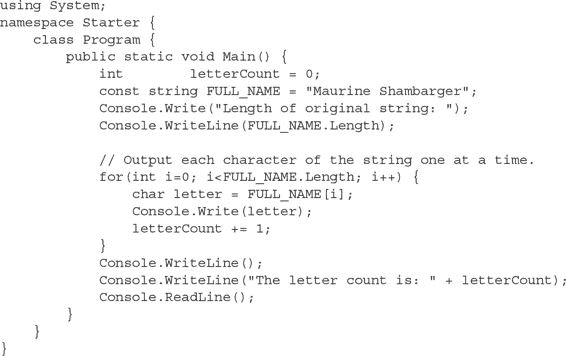 using System;
namespace Starter {
    class Program {
        public static void Main() {
            int        letterCount = 0;
            const string FULL_NAME = "Maurine Shambarger";
            Console.Write("Length of original string: ");
            Console.WriteLine(FULL_NAME.Length);

            // Output each character of the string one at a time.
            for(int i=0; i<FULL_NAME.Length; i++) {
                char letter = FULL_NAME[i];
                Console.Write(letter);
                letterCount += 1;
            }
            Console.WriteLine();
            Console.WriteLine("The letter count is: " + letterCount);
            Console.ReadLine();
        }
    }
}